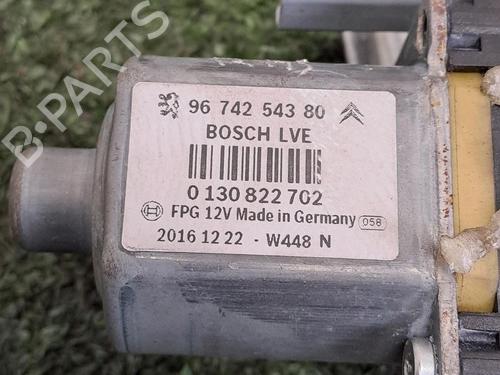 B-PARTS
96 742 543 80
BOSCH LVE
0 130 822 702
FPG 12V Made in Germany 058
2016 12 22 - W448 N